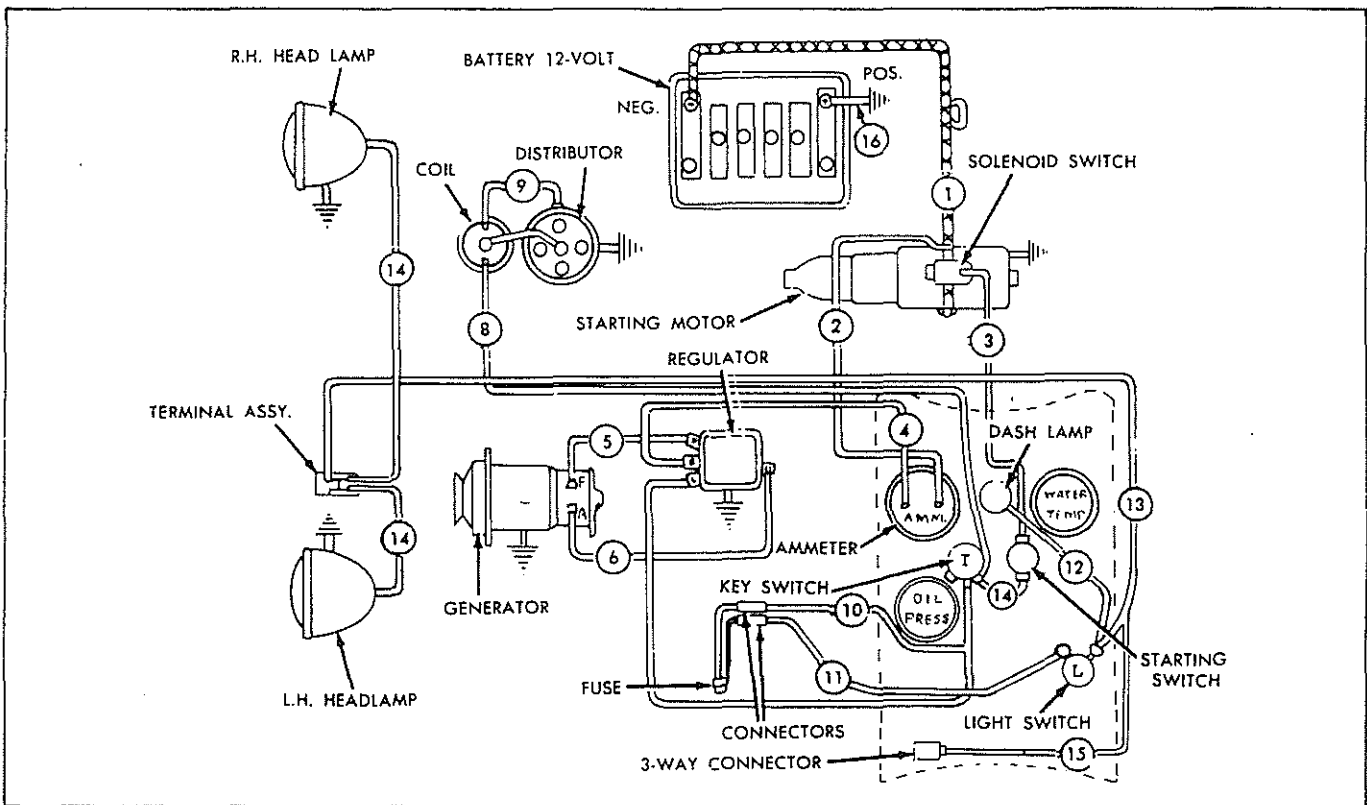 R.H. HEAD LAMP
BATTERY 12-VOLT
POS.
NEG.
16
SOLENOID SWITCH
COIL
DISTRIBUTOR
9
1
14
8
STARTING MOTOR
2
3
REGULATOR
TERMINAL ASSY.
5
4
DASH LAMP
F
A
AMM.
WATER
TEMP
13
14
6
AMMETER
12
GENERATOR
KEY SWITCH
I
14
10
OIL
PRESS
STARTING
SWITCH
L.H. HEADLAMP
FUSE
11
L
LIGHT SWITCH
CONNECTORS
3-WAY CONNECTOR
15